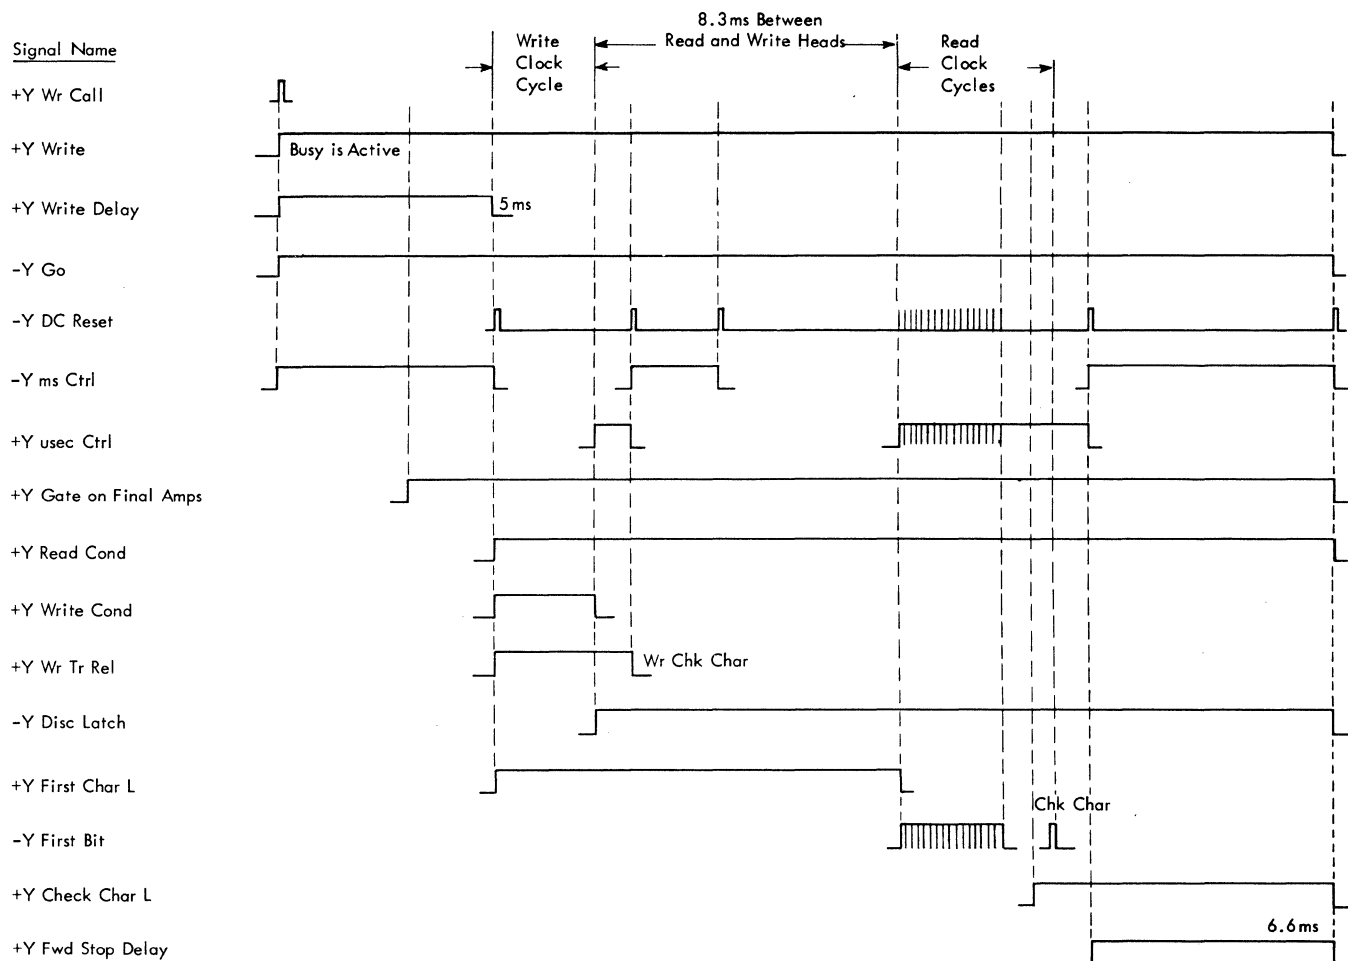 8.3ms Between
Signal Name
Write
Read and Write Heads
Read
Clock
Clock
Cycle
Cycles
+Y Wr Call
+Y Write
Busy is Active
+Y Write Delay
5ms
-Y Go
-Y DC Reset
-Y ms Ctrl
+Y usec Ctrl
+Y Gate on Final Amps
+Y Read Cond
+Y Write Cond
+Y Wr Tr Rel
Wr Chk Char
-Y Disc Latch
+Y First Char L
Chk Char
-Y First Bit
+Y Check Char L
6.6ms
+Y Fwd Stop Delay